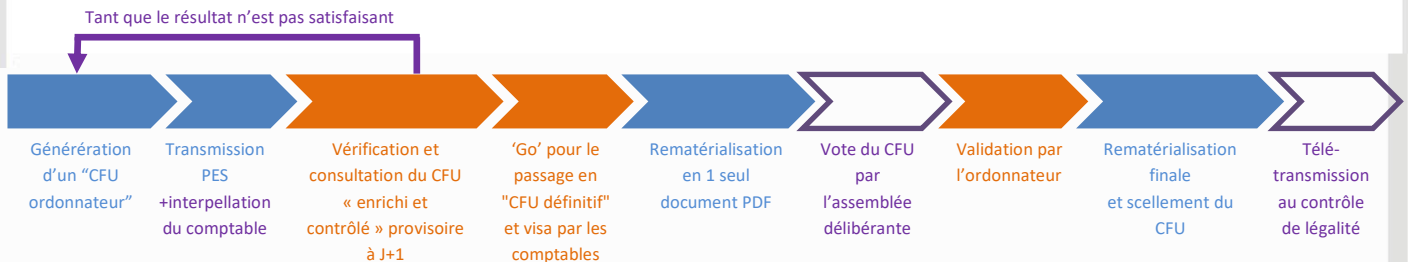 Tant que le résultat n’est pas satisfaisant
Générération
d’un “CFU
ordonnateur”
Transmission
PES
+interpellation
du comptable
Vérification et
consultation du CFU
« enrichi et
contrôlé » provisoire
à J+1
‘Go’ pour le
passage en
"CFU définitif"
et visa par les
comptables
Rematérialisation
en 1 seul
document PDF
Vote du CFU
par
l’assemblée
délibérante
Validation par
l’ordonnateur
Rematérialisation
finale
et scellement du
CFU
Télé-
transmission
au contrôle
de légalité